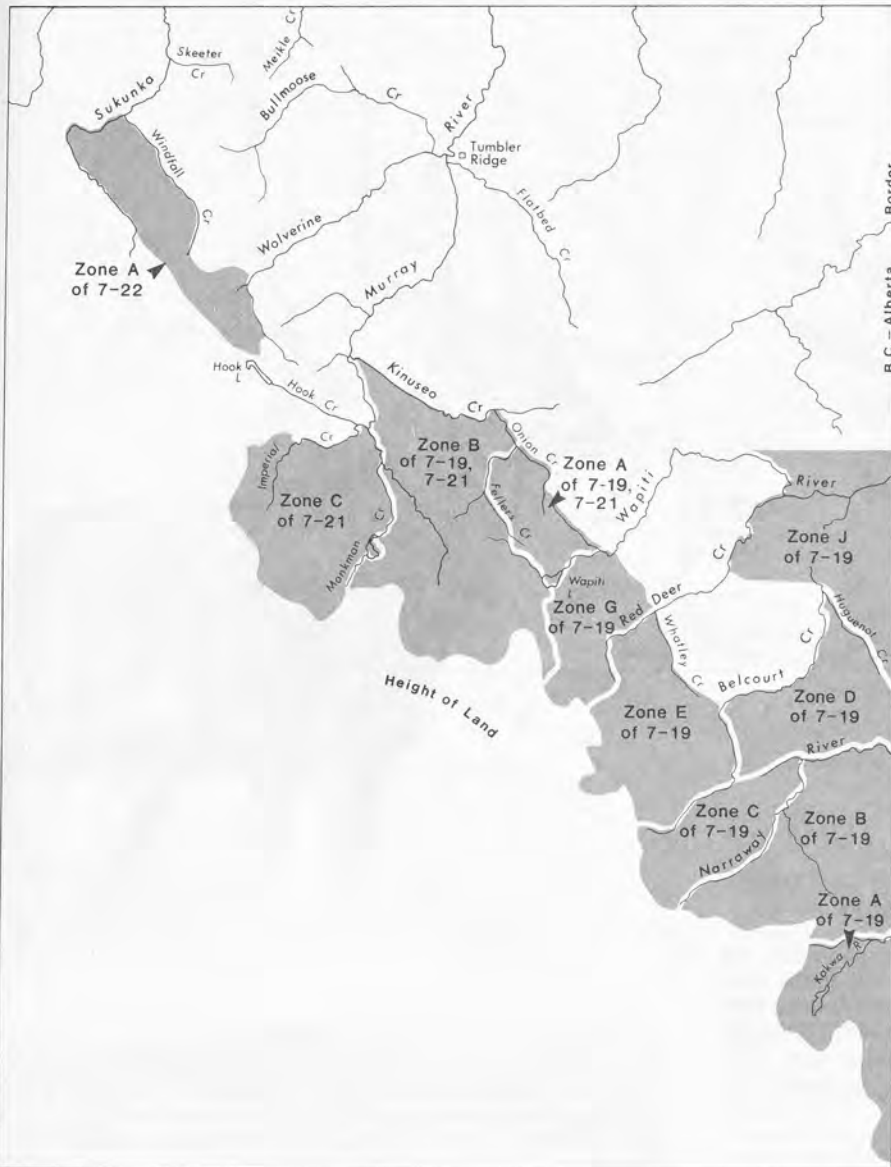 Skeeter
Cr
Meikle Cr
Bullmoose Cr
River
Sukunka
Windfall Cr
Tumbler
Ridge
Flatbed Cr
Wolverine
Zone A
of 7-22
Murray
B.C. – Alberta Border
Hook
L
Hook Cr
Kinuseo Cr
Onion Cr
Imperial Cr
Zone B
of 7-19,
7-21
Zone A
of 7-19,
7-21
Wapiti
River
Zone C
of 7-21
Fellers Cr
Monkman Cr
Zone J
of 7-19
Wapiti
L
Zone G
of 7-19
Red Deer Cr
Huguenot Cr
Whatley Cr
Belcourt Cr
Height of Land
Zone E
of 7-19
Zone D
of 7-19
River
Zone C
of 7-19
Zone B
of 7-19
Narraway
Zone A
of 7-19
Kakwa R